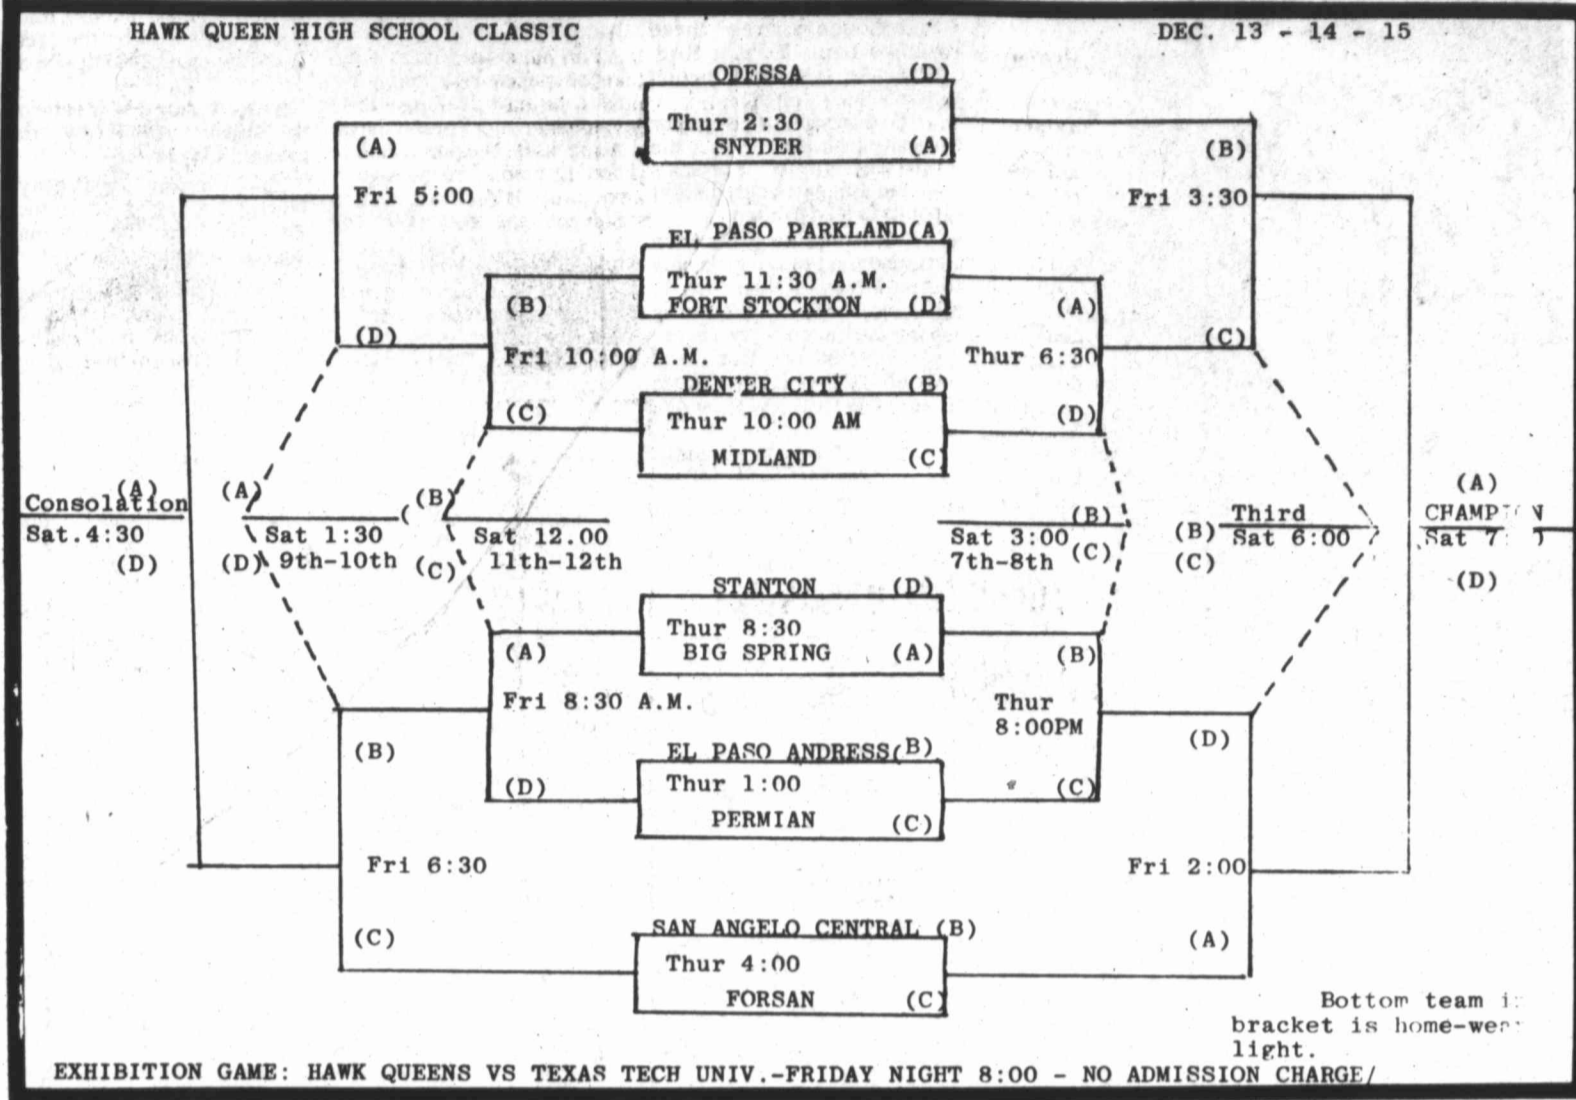 HAWK QUEEN HIGH SCHOOL CLASSIC
DEC. 13 - 14 - 15
ODESSA (D)
Thur 2:30
SNYDER (A)
(A)
Fri 5:00
(D)
(B)
Fri 3:30
(C)
EL PASO PARKLAND(A)
Thur 11:30 A.M.
FORT STOCKTON (D)
(B)
Fri 10:00 A.M.
(C)
(A)
Thur 6:30
(D)
DENVER CITY (B)
Thur 10:00 AM
MIDLAND (C)
(A)
Consolation
Sat.4:30
(D)
(A)
Sat 1:30
(D) 9th-10th
(B)
Sat 12.00
(C) 11th-12th
(B)
Sat 3:00
7th-8th (C)
Third
(B) Sat 6:00
(C)
(A)
Sat 7
(D)
STANTON (D)
Thur 8:30
BIG SPRING (A)
(A)
Fri 8:30 A.M.
(D)
(B)
Thur
8:00PM
(C)
EL PASO ANDRESS(B)
Thur 1:00
PERMIAN (C)
(B)
Fri 6:30
(C)
(D)
Fri 2:00
(A)
SAN ANGELO CENTRAL (B)
Thur 4:00
FORSAN (C)
Bottom team
bracket is home-
light.
EXHIBITION GAME: HAWK QUEENS VS TEXAS TECH UNIV.-FRIDAY NIGHT 8:00 - NO ADMISSION CHARGE/